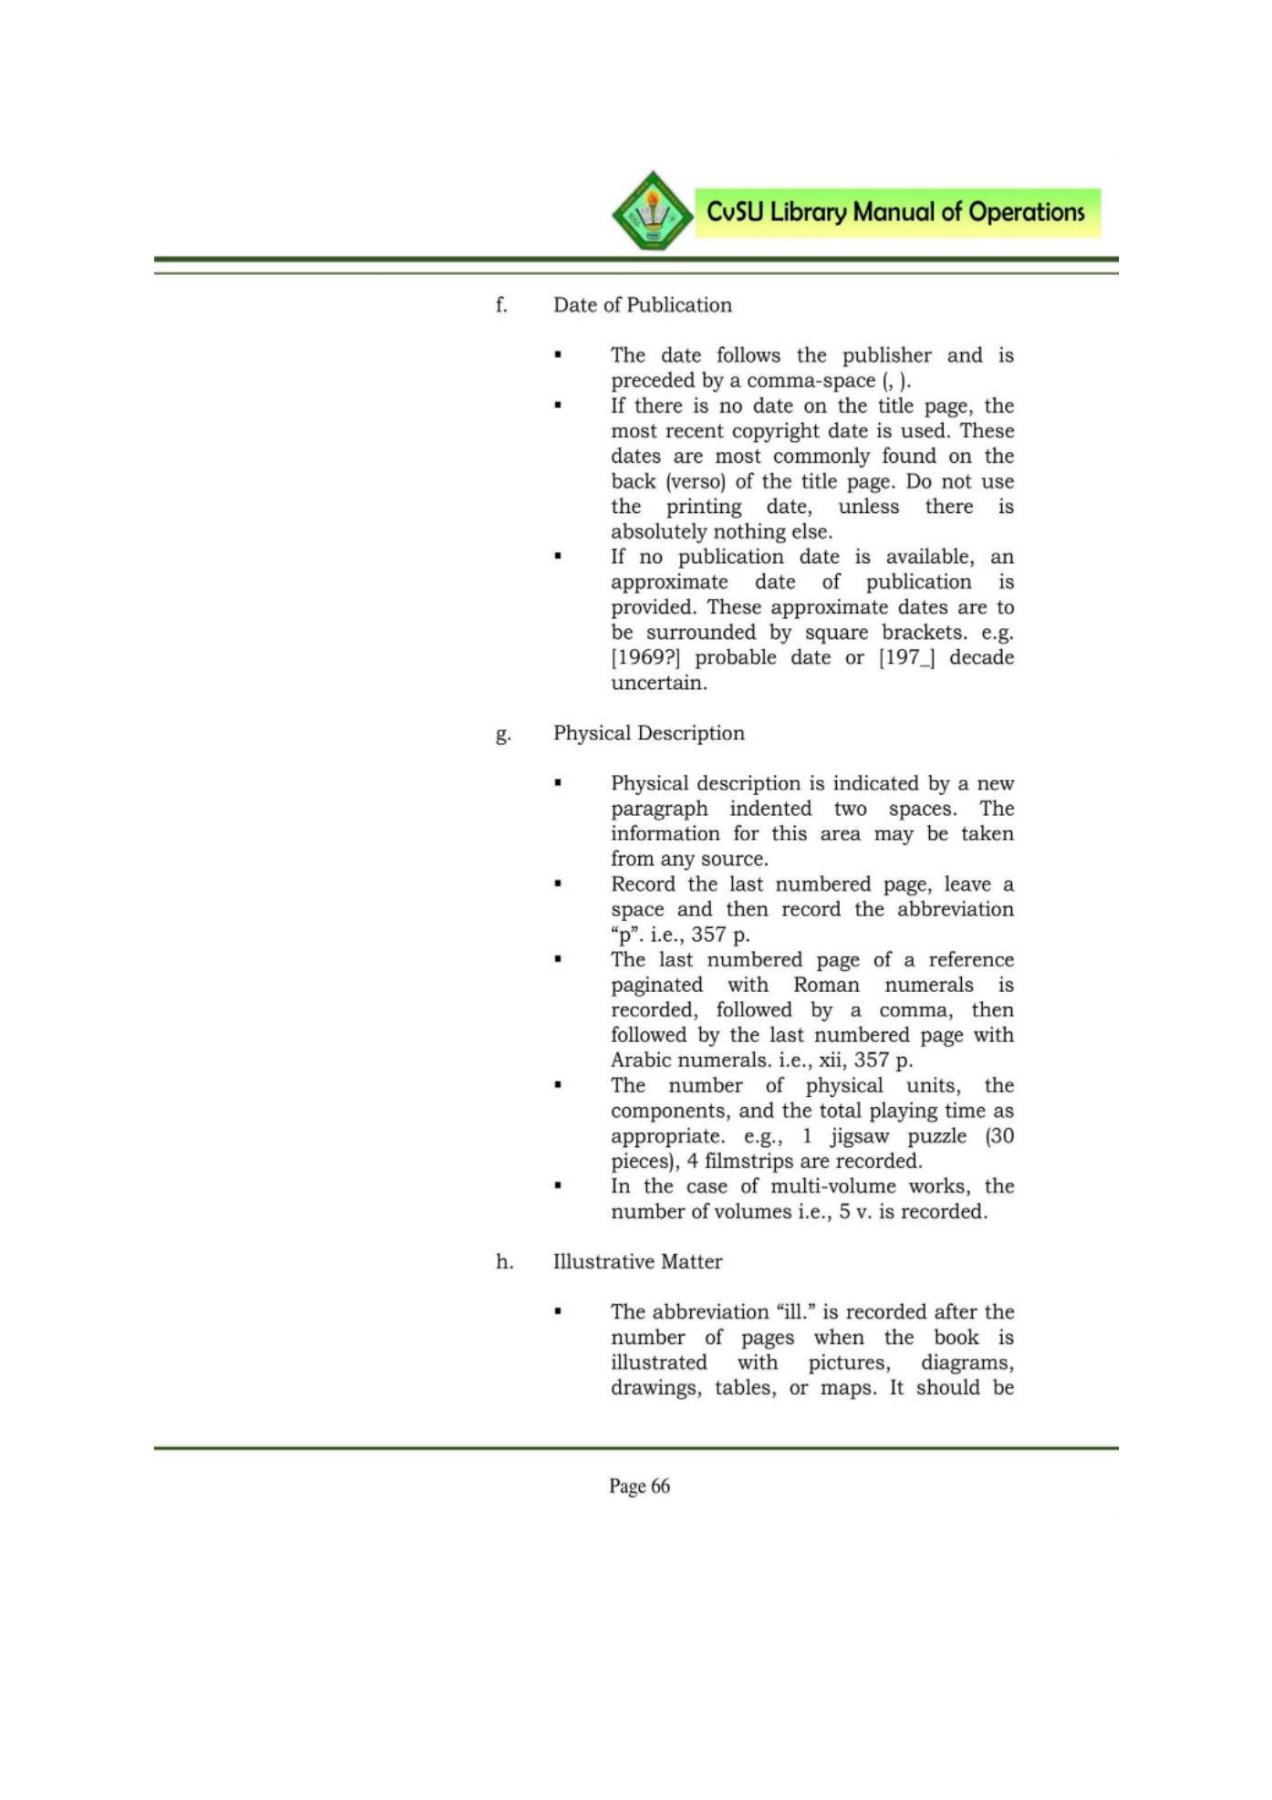 CvSU Library Manual of Operations
f. Date of Publication
▪ The date follows the publisher and is
preceded by a comma-space (, ).
▪ If there is no date on the title page, the
most recent copyright date is used. These
dates are most commonly found on the
back (verso) of the title page. Do not use
the printing date, unless there is
absolutely nothing else.
▪ If no publication date is available, an
approximate date of publication is
provided. These approximate dates are to
be surrounded by square brackets. e.g.
[1969?] probable date or [197_] decade
uncertain.
g. Physical Description
▪ Physical description is indicated by a new
paragraph indented two spaces. The
information for this area may be taken
from any source.
▪ Record the last numbered page, leave a
space and then record the abbreviation
“p”. i.e., 357 p.
▪ The last numbered page of a reference
paginated with Roman numerals is
recorded, followed by a comma, then
followed by the last numbered page with
Arabic numerals. i.e., xii, 357 p.
▪ The number of physical units, the
components, and the total playing time as
appropriate. e.g., 1 jigsaw puzzle (30
pieces), 4 filmstrips are recorded.
▪ In the case of multi-volume works, the
number of volumes i.e., 5 v. is recorded.
h. Illustrative Matter
▪ The abbreviation “ill.” is recorded after the
number of pages when the book is
illustrated with pictures, diagrams,
drawings, tables, or maps. It should be
Page 66